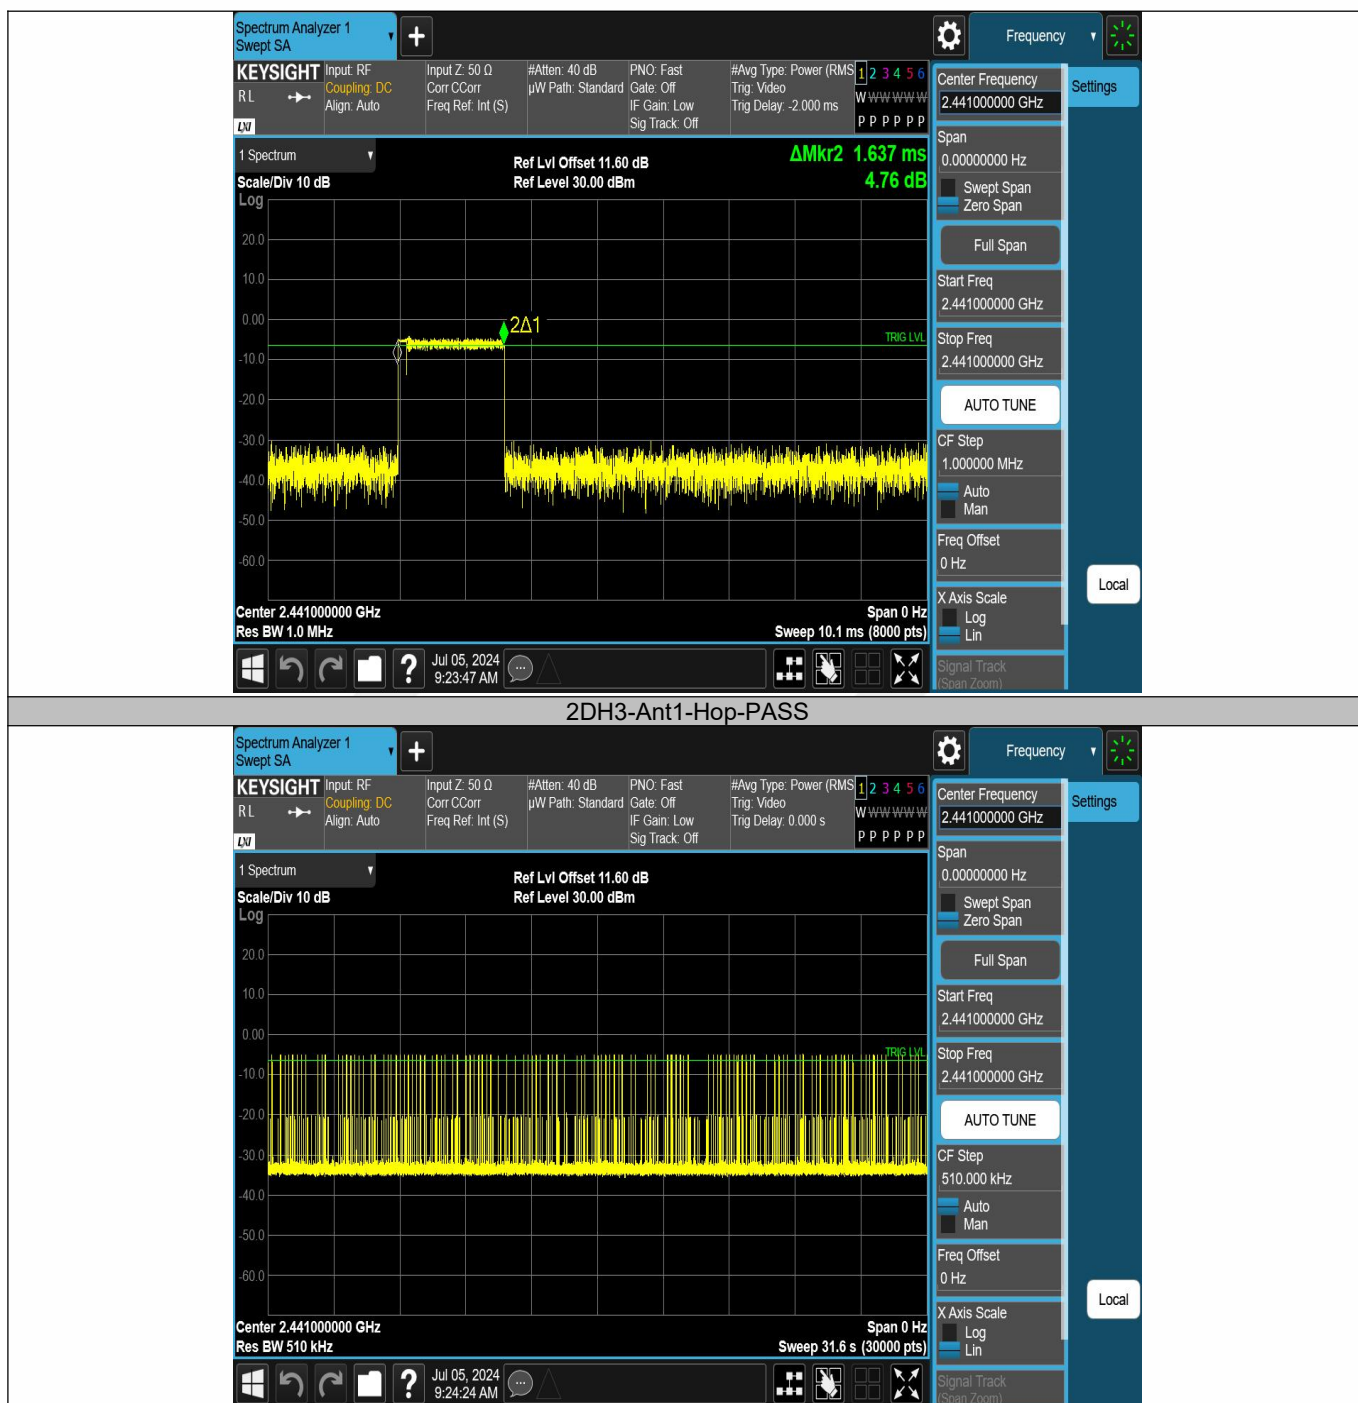 Spectrum Analyzer 1
Swept SA
Frequency
KEYSIGHT
RL
LXI
Input: RF
Coupling: DC
Align: Auto
Input Z: 50 Ω
Corr CCorr
Freq Ref: Int (S)
#Atten: 40 dB
µW Path: Standard
PNO: Fast
Gate: Off
IF Gain: Low
Sig Track: Off
#Avg Type: Power (RMS
Trig: Video
Trig Delay: -2.000 ms
1 2 3 4 5 6
W W W W W W
P P P P P P
1 Spectrum
Scale/Div 10 dB
Log
Ref Lvl Offset 11.60 dB
Ref Level 30.00 dBm
ΔMkr2 1.637 ms
4.76 dB
20.0
10.0
0.00
-10.0
-20.0
-30.0
-40.0
-50.0
-60.0
2Δ1
TRIG LVL
Center 2.441000000 GHz
Res BW 1.0 MHz
Span 0 Hz
Sweep 10.1 ms (8000 pts)
Jul 05, 2024
9:23:47 AM
Center Frequency
2.441000000 GHz
Span
0.00000000 Hz
Swept Span
Zero Span
Full Span
Start Freq
2.441000000 GHz
Stop Freq
2.441000000 GHz
AUTO TUNE
CF Step
1.000000 MHz
Auto
Man
Freq Offset
0 Hz
X Axis Scale
Log
Lin
Signal Track
(Span Zoom)
Settings
Local
2DH3-Ant1-Hop-PASS
Spectrum Analyzer 1
Swept SA
Frequency
KEYSIGHT
RL
LXI
Input: RF
Coupling: DC
Align: Auto
Input Z: 50 Ω
Corr CCorr
Freq Ref: Int (S)
#Atten: 40 dB
µW Path: Standard
PNO: Fast
Gate: Off
IF Gain: Low
Sig Track: Off
#Avg Type: Power (RMS
Trig: Video
Trig Delay: 0.000 s
1 2 3 4 5 6
W W W W W W
P P P P P P
1 Spectrum
Scale/Div 10 dB
Log
Ref Lvl Offset 11.60 dB
Ref Level 30.00 dBm
20.0
10.0
0.00
-10.0
-20.0
-30.0
-40.0
-50.0
-60.0
TRIG LVL
Center 2.441000000 GHz
Res BW 510 kHz
Span 0 Hz
Sweep 31.6 s (30000 pts)
Jul 05, 2024
9:24:24 AM
Center Frequency
2.441000000 GHz
Span
0.00000000 Hz
Swept Span
Zero Span
Full Span
Start Freq
2.441000000 GHz
Stop Freq
2.441000000 GHz
AUTO TUNE
CF Step
510.000 kHz
Auto
Man
Freq Offset
0 Hz
X Axis Scale
Log
Lin
Signal Track
(Span Zoom)
Settings
Local